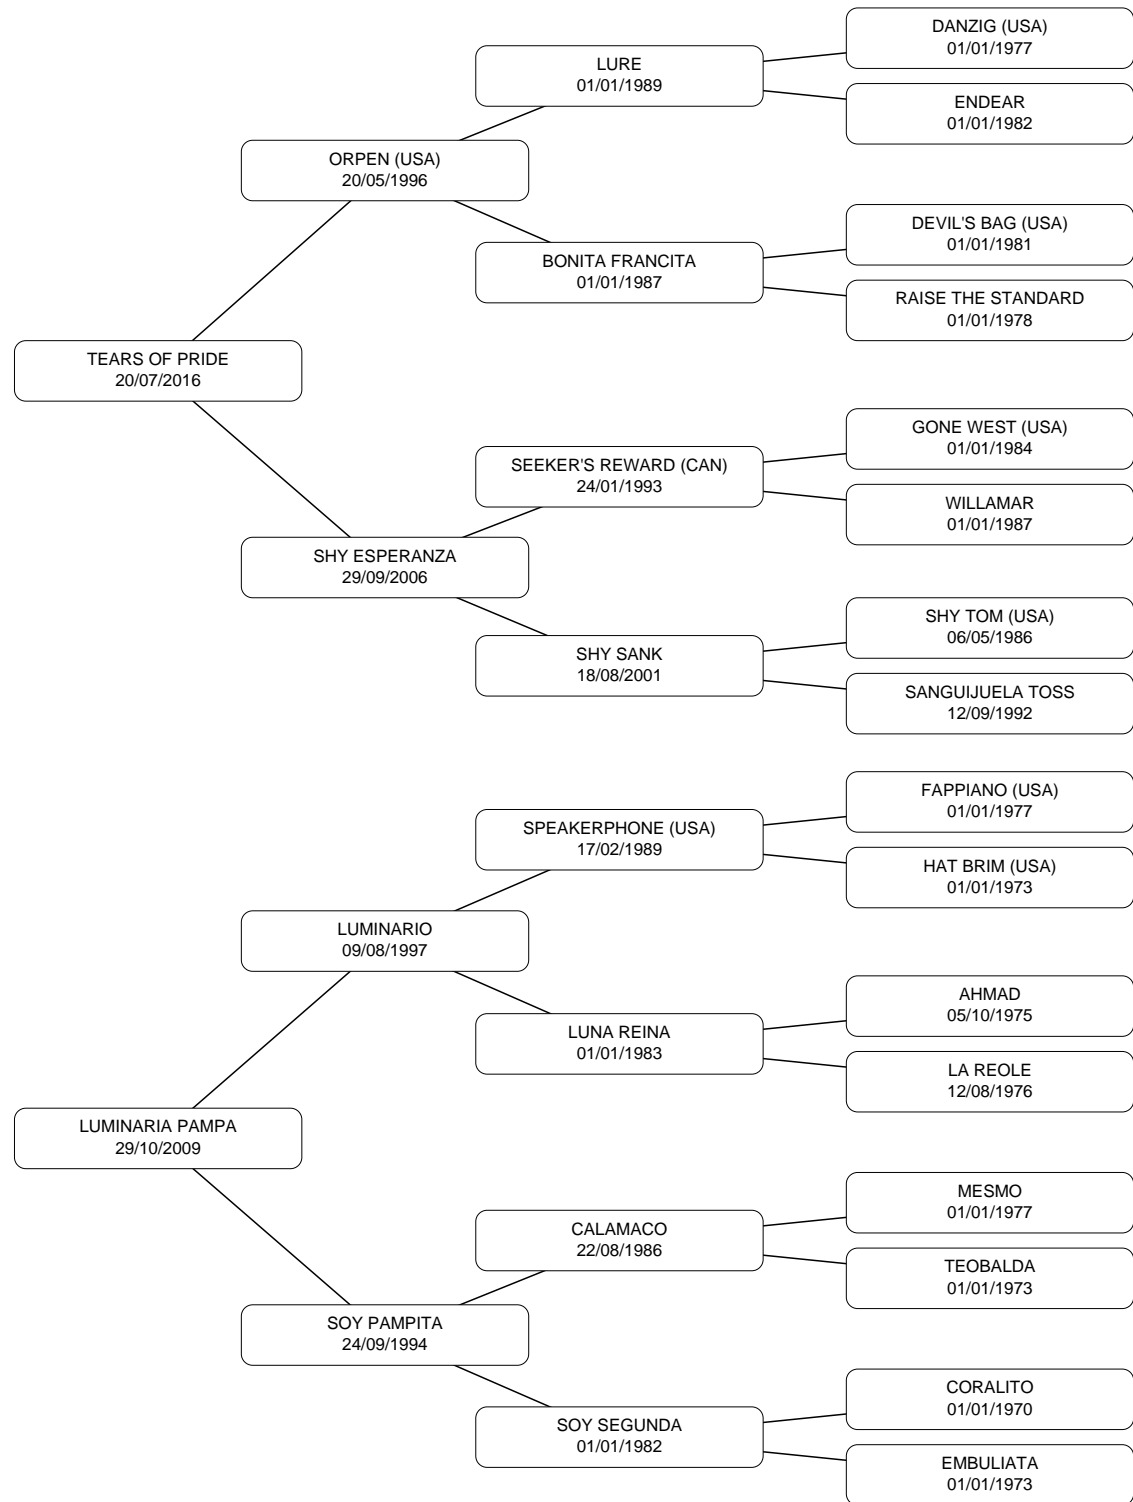 DANZIG (USA)
01/01/1977
LURE
01/01/1989
ENDEAR
01/01/1982
ORPEN (USA)
20/05/1996
DEVIL'S BAG (USA)
01/01/1981
BONITA FRANCITA
01/01/1987
RAISE THE STANDARD
01/01/1978
TEARS OF PRIDE
20/07/2016
GONE WEST (USA)
01/01/1984
SEEKER'S REWARD (CAN)
24/01/1993
WILLAMAR
01/01/1987
SHY ESPERANZA
29/09/2006
SHY TOM (USA)
06/05/1986
SHY SANK
18/08/2001
SANGUIJUELA TOSS
12/09/1992
FAPPIANO (USA)
01/01/1977
SPEAKERPHONE (USA)
17/02/1989
HAT BRIM (USA)
01/01/1973
LUMINARIO
09/08/1997
AHMAD
05/10/1975
LUNA REINA
01/01/1983
LA REOLE
12/08/1976
LUMINARIA PAMPA
29/10/2009
MESMO
01/01/1977
CALAMACO
22/08/1986
TEOBALDA
01/01/1973
SOY PAMPITA
24/09/1994
CORALITO
01/01/1970
SOY SEGUNDA
01/01/1982
EMBULIATA
01/01/1973